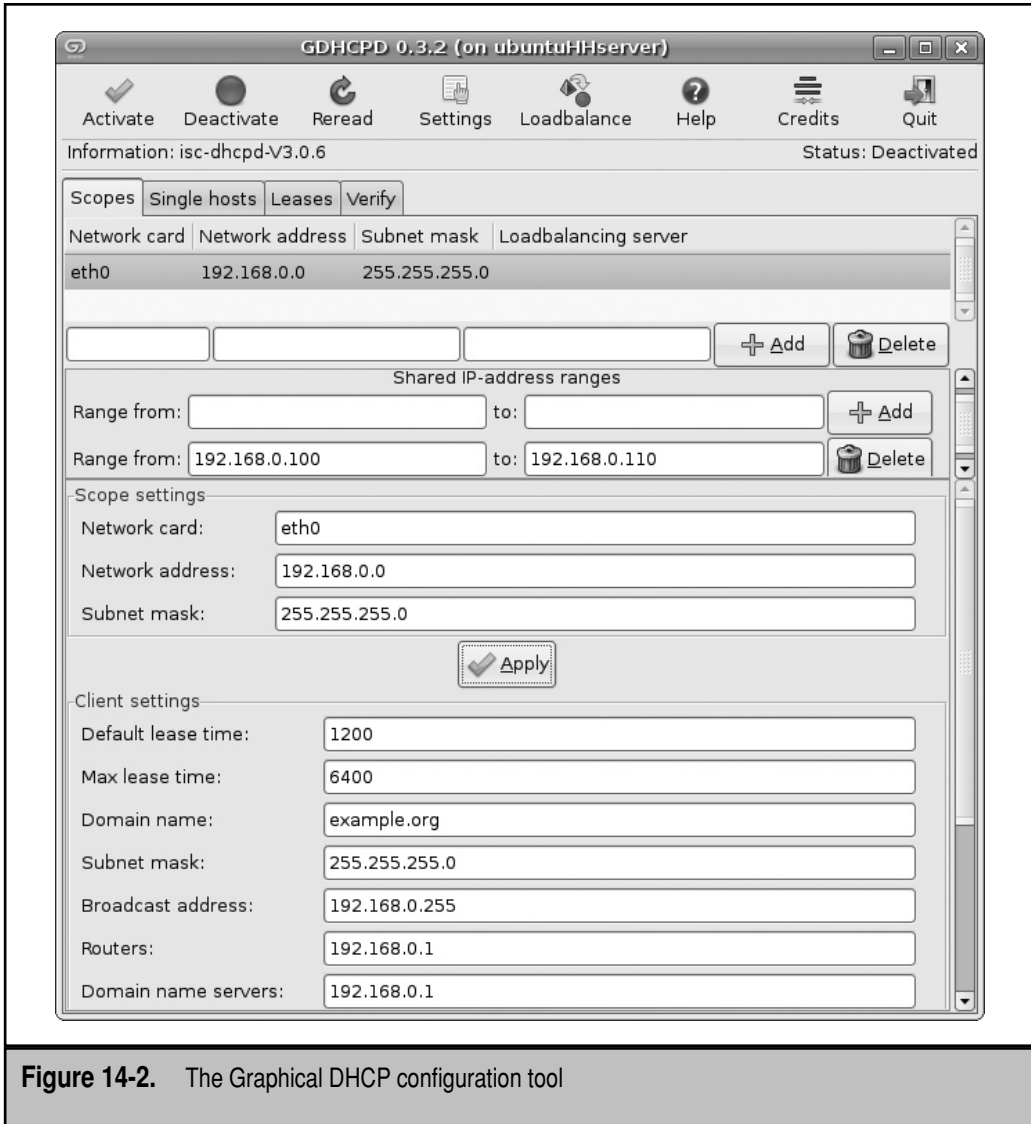 GDHCPD 0.3.2 (on ubuntuHHserver)
Activate Deactivate Reread Settings Loadbalance Help Credits Quit
Information: isc-dhcpd-V3.0.6 Status: Deactivated
Scopes Single hosts Leases Verify
Network card Network address Subnet mask Loadbalancing server
eth0 192.168.0.0 255.255.255.0
Add Delete
Shared IP-address ranges
Range from: to: Add
Range from: 192.168.0.100 to: 192.168.0.110 Delete
Scope settings
Network card: eth0
Network address: 192.168.0.0
Subnet mask: 255.255.255.0
Apply
Client settings
Default lease time: 1200
Max lease time: 6400
Domain name: example.org
Subnet mask: 255.255.255.0
Broadcast address: 192.168.0.255
Routers: 192.168.0.1
Domain name servers: 192.168.0.1
Figure 14-2. The Graphical DHCP configuration tool